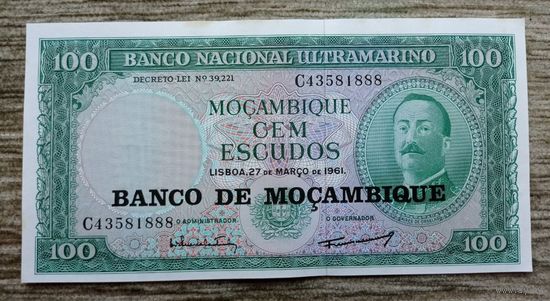 100 BANCO NACIONAL ULTRAMARINO 100
DECRETO-LEI Nº 39,221 C43581888
MOÇAMBIQUE
CEM
ESCUDOS
LISBOA, 27 DE MARÇO DE 1961.
BANCO DE MOÇAMBIQUE
C43581888 O ADMINISTRADOR O GOVERNADOR
100 100